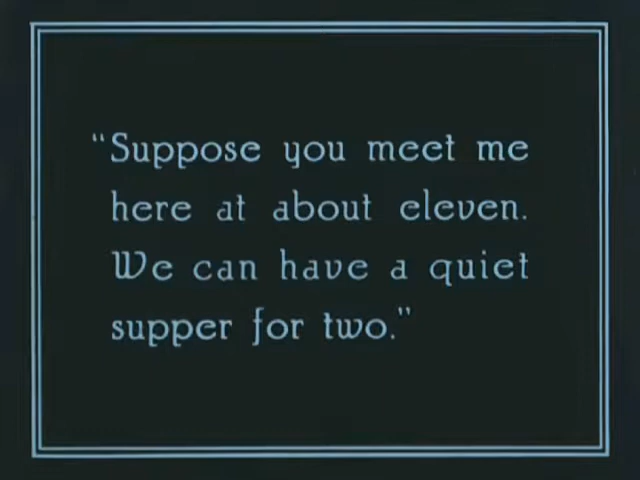 "Suppose you meet me
here at about eleven.
We can have a quiet
supper for two."